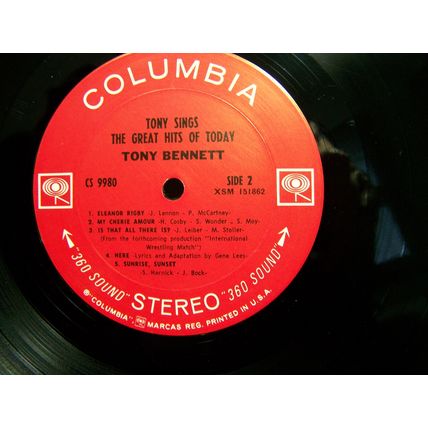 COLUMBIA
TONY SINGS
THE GREAT HITS OF TODAY
TONY BENNETT
CS 9980
SIDE 2
XSM 151862
1. ELEANOR RIGBY -J. Lennon - P. McCartney-
2. MY CHERIE AMOUR -H. Cosby - S. Wonder - S. Moy-
3. IS THAT ALL THERE IS? -J. Leiber - M. Stoller-
(From the forthcoming production "International
Wrestling Match")
4. HERE -Lyrics and Adaptation by Gene Lees-
5. SUNRISE, SUNSET
-S. Harnick - J. Bock-
"360 SOUND" STEREO "360 SOUND"
® "COLUMBIA", MARCAS REG. PRINTED IN U.S.A.